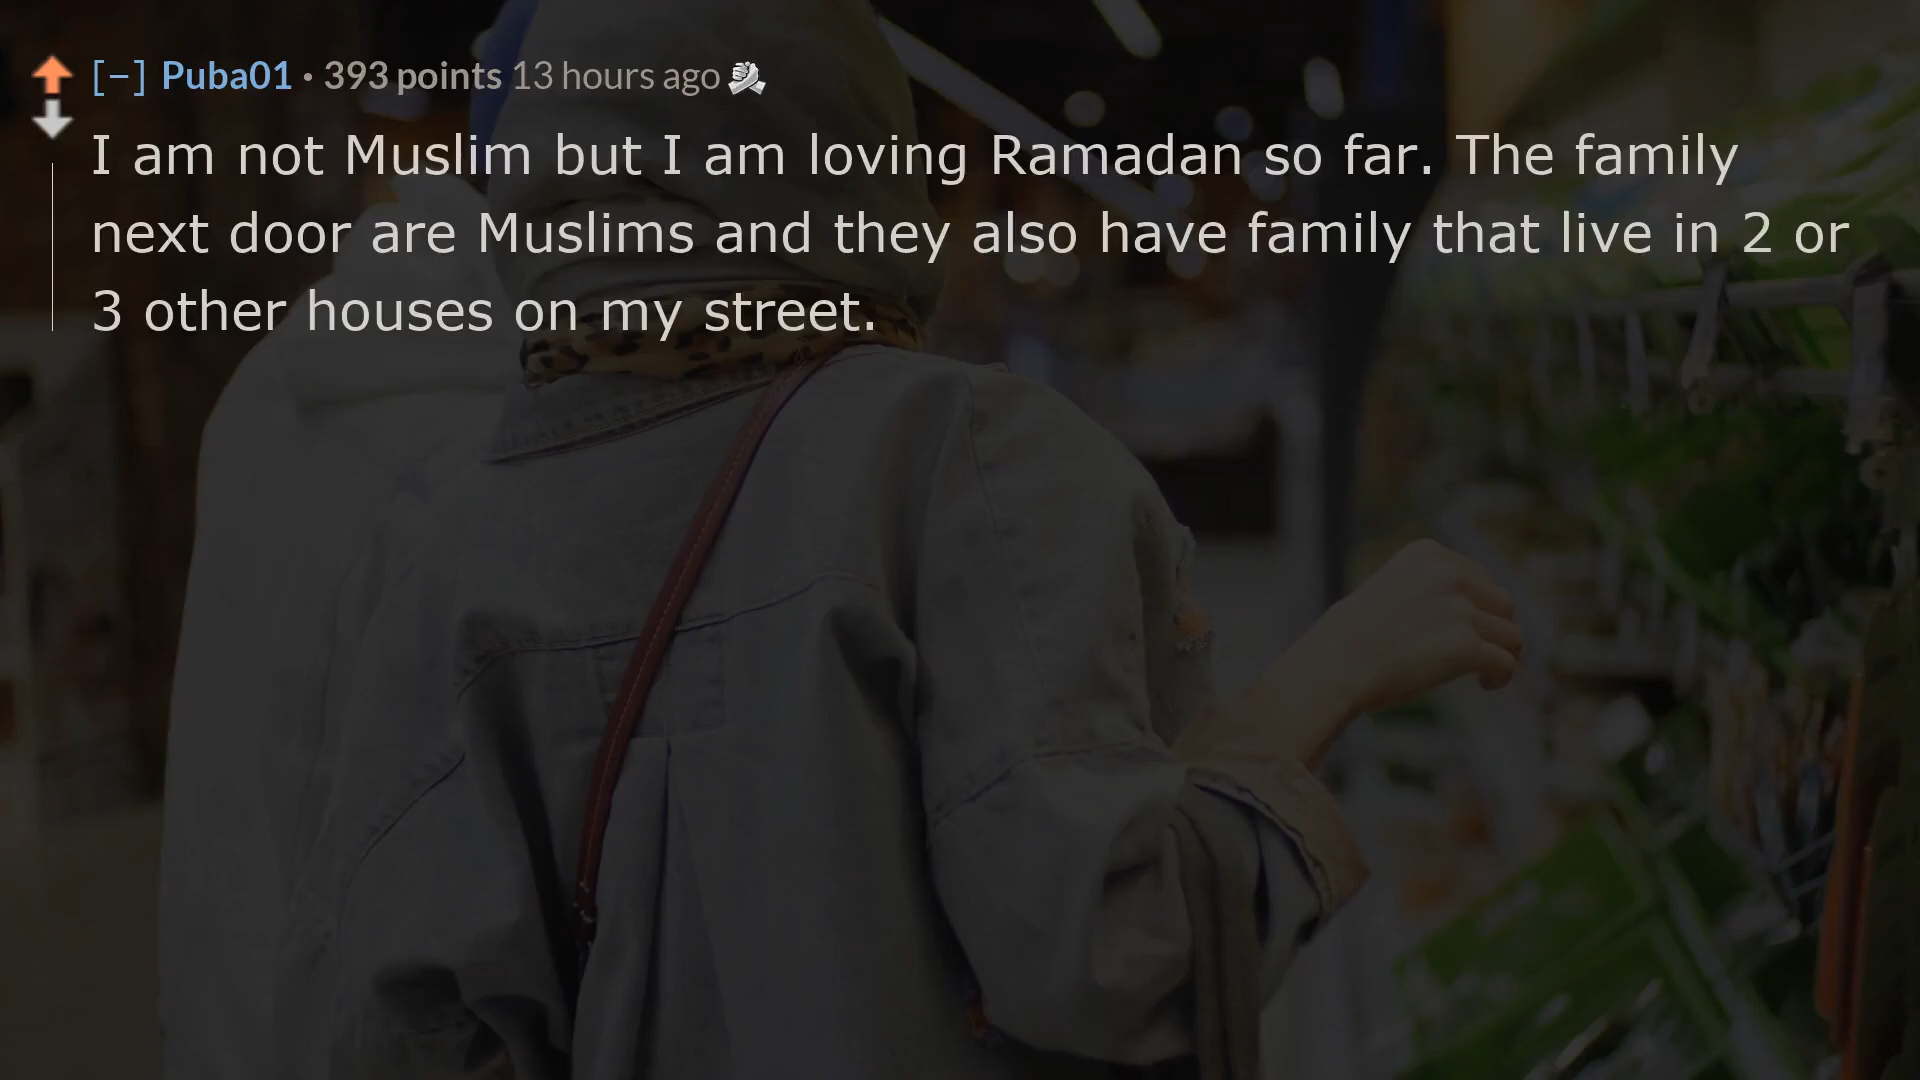 [–] Puba01 • 393 points 13 hours ago
I am not Muslim but I am loving Ramadan so far. The family
next door are Muslims and they also have family that live in 2 or
3 other houses on my street.